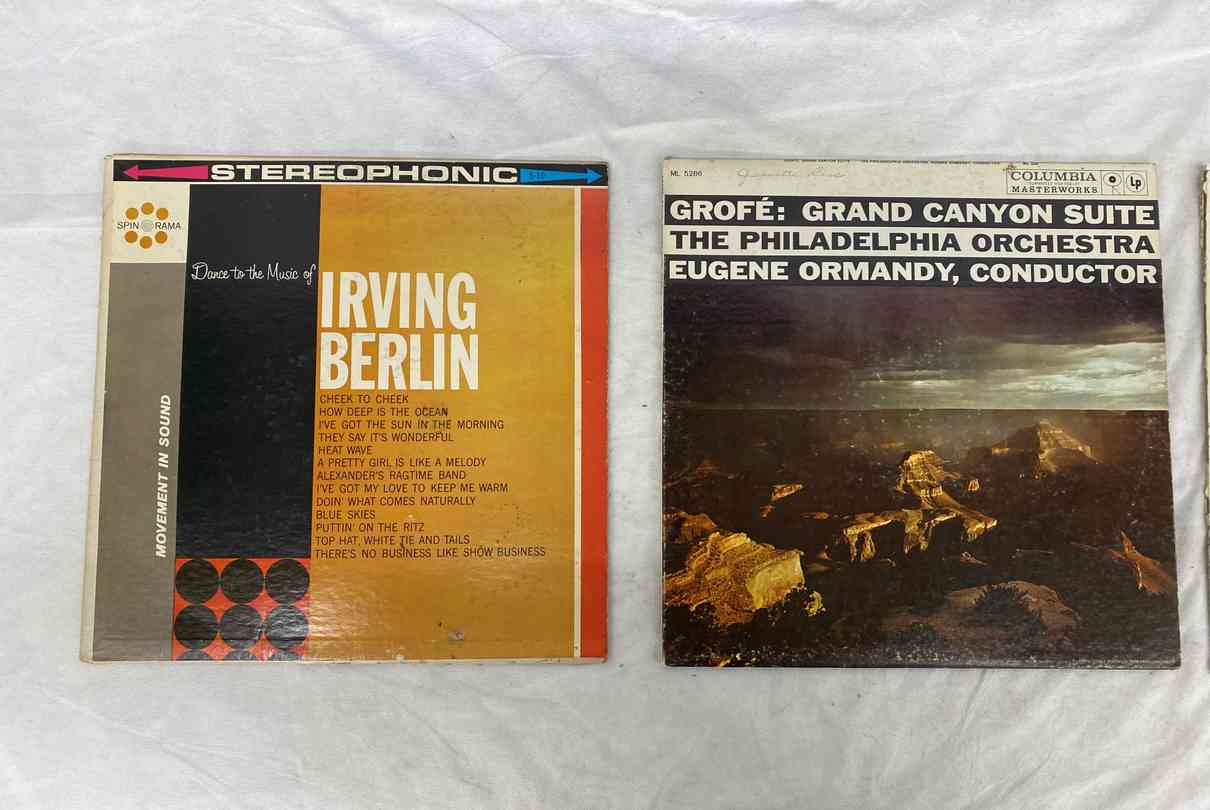 STEREOPHONIC
S-10
SPINORAMA
Dance to the Music of
IRVING
BERLIN
CHEEK TO CHEEK
HOW DEEP IS THE OCEAN
I'VE GOT THE SUN IN THE MORNING
THEY SAY IT'S WONDERFUL
HEAT WAVE
A PRETTY GIRL IS LIKE A MELODY
ALEXANDER'S RAGTIME BAND
I'VE GOT MY LOVE TO KEEP ME WARM
DOIN' WHAT COMES NATURALLY
BLUE SKIES
PUTTIN' ON THE RITZ
TOP HAT, WHITE TIE AND TAILS
THERE'S NO BUSINESS LIKE SHOW BUSINESS
MOVEMENT IN SOUND
ML 5286
COLUMBIA
MASTERWORKS
Lp
GROFÉ: GRAND CANYON SUITE
THE PHILADELPHIA ORCHESTRA
EUGENE ORMANDY, CONDUCTOR